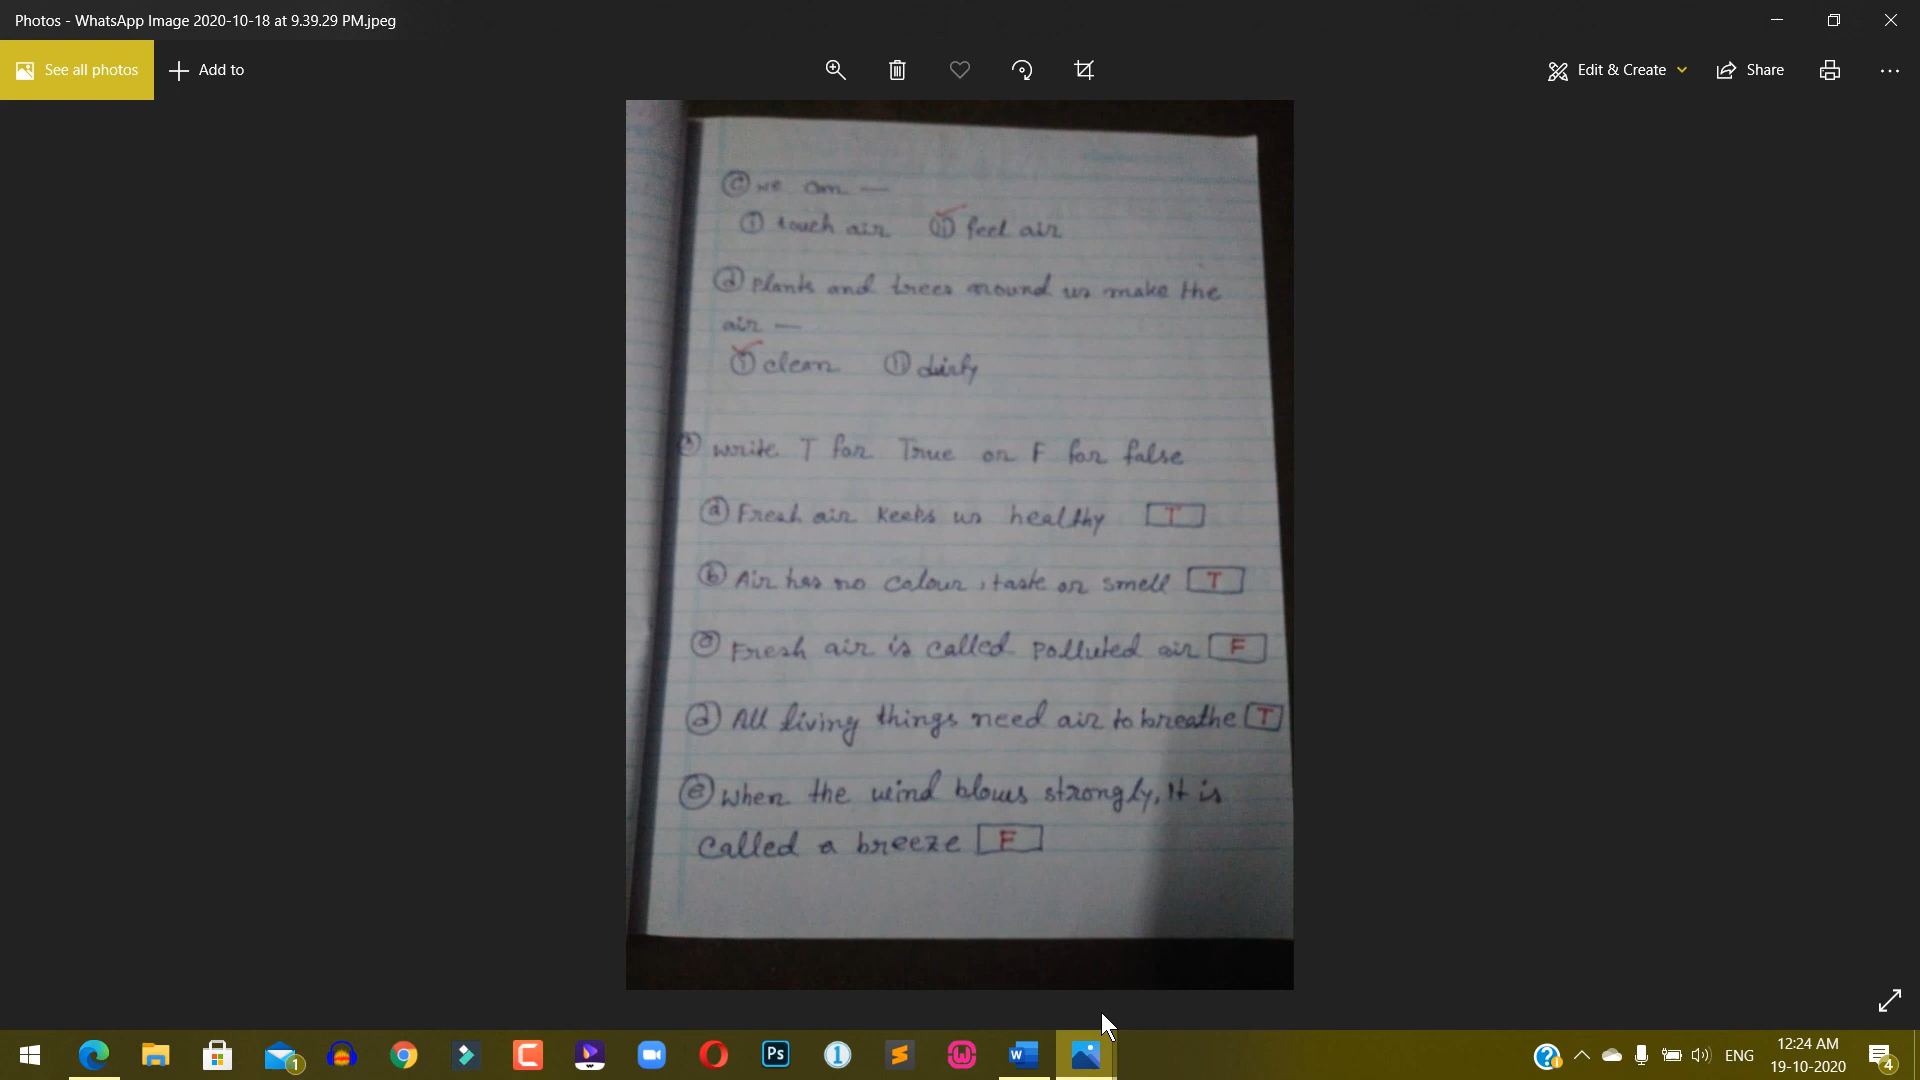 Photos - WhatsApp Image 2020-10-18 at 9.39.29 PM.jpeg
See all photos
Add to
Edit & Create
Share
ⓒ we can —
ⓘ touch air ⓘⓘ feel air
ⓓ plants and trees around us make the
air —
ⓘ clean ⓘⓘ dirty
write T for True or F for false
ⓐ Fresh air keeps us healthy T
ⓑ Air has no colour, taste or smell T
ⓒ Fresh air is called polluted air F
ⓓ All living things need air to breathe T
ⓔ when the wind blows strongly, It is
called a breeze F
1
Ps
1
W
ENG
12:24 AM
19-10-2020
4